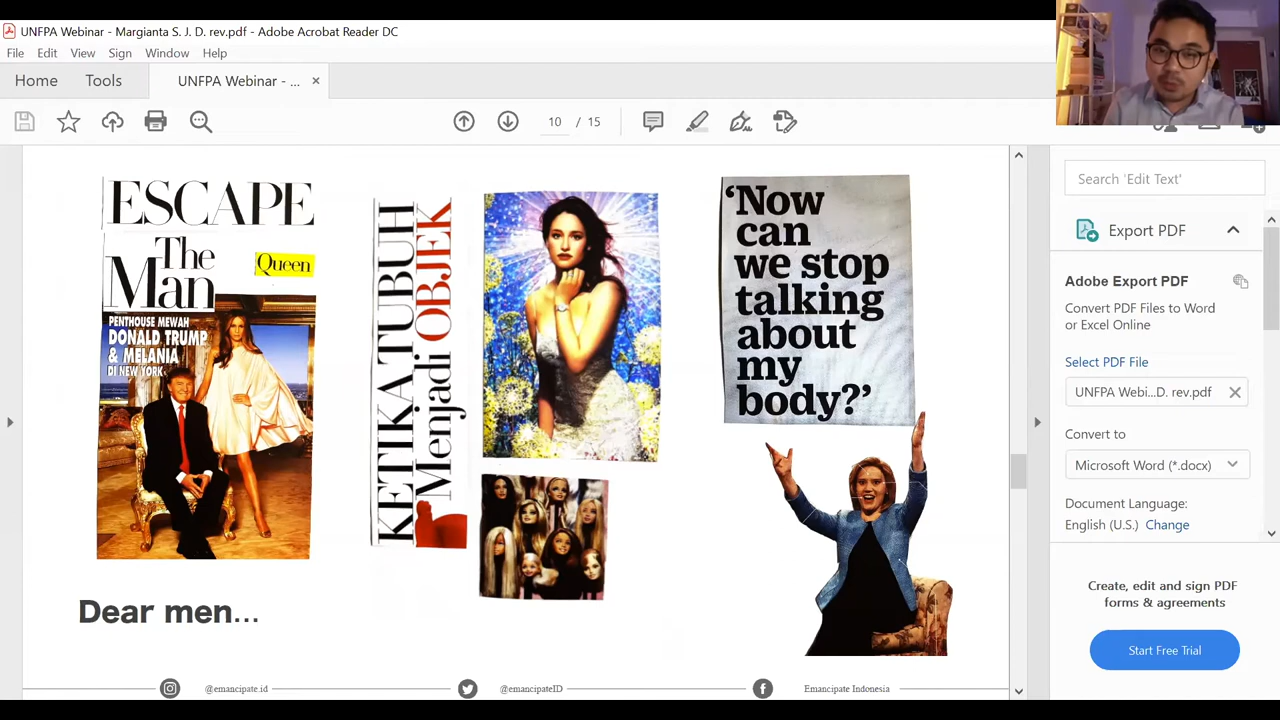 UNFPA Webinar - Margianta S. J. D. rev.pdf - Adobe Acrobat Reader DC
File Edit View Sign Window Help
Home Tools UNFPA Webinar - ... ×
10 / 15
ESCAPE
The
Man
Queen
PENTHOUSE MEWAH
DONALD TRUMP
& MELANIA
DI NEW YORK
KETIKA TUBUH
Menjadi OBJEK
‘Now
can
we stop
talking
about
my
body?’
Dear men...
@emancipate.id
@emancipateID
Emancipate Indonesia
Search 'Edit Text'
Export PDF
Adobe Export PDF
Convert PDF Files to Word
or Excel Online
Select PDF File
UNFPA Webi...D. rev.pdf
Convert to
Microsoft Word (*.docx)
Document Language:
English (U.S.) Change
Create, edit and sign PDF
forms & agreements
Start Free Trial